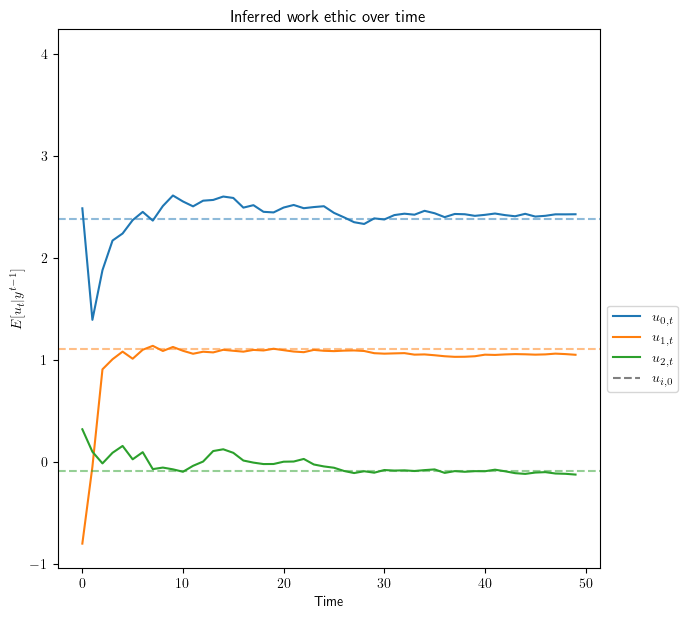 Inferred work ethic over time
4
3
2
1
0
−1
E[u_t|y^{t−1}]
0 10 20 30 40 50
Time
u_{0,t}
u_{1,t}
u_{2,t}
u_{i,0}